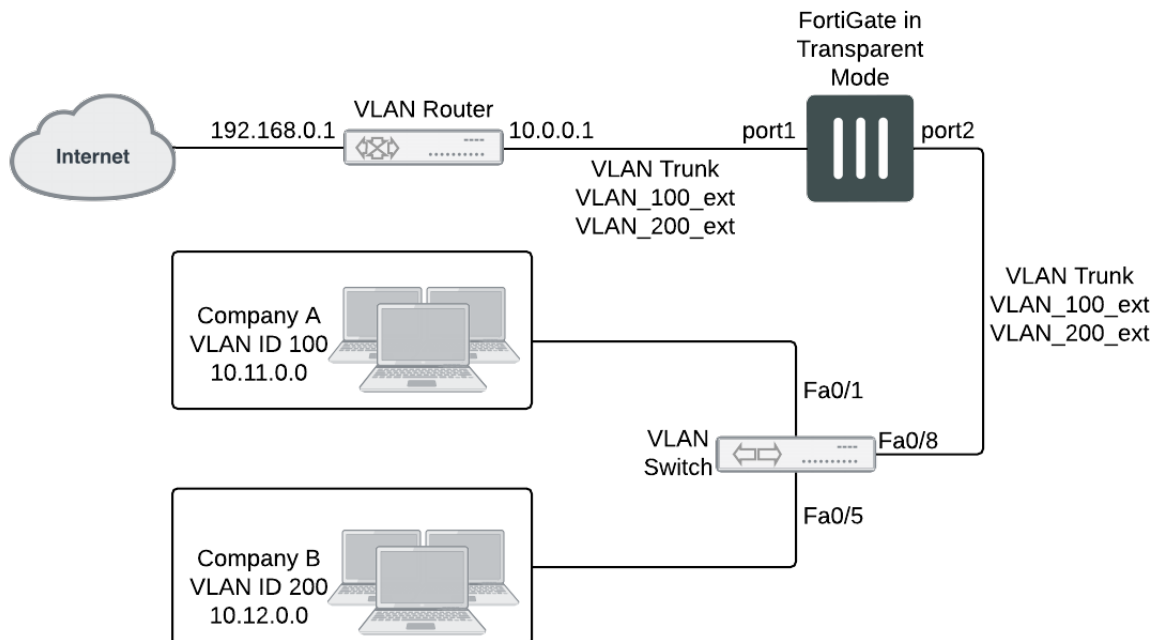 FortiGate in
Transparent
Mode
VLAN Router
192.168.0.1
10.0.0.1
port1
port2
Internet
VLAN Trunk
VLAN_100_ext
VLAN_200_ext
VLAN Trunk
VLAN_100_ext
VLAN_200_ext
Company A
VLAN ID 100
10.11.0.0
Fa0/1
VLAN
Switch
Fa0/8
Fa0/5
Company B
VLAN ID 200
10.12.0.0